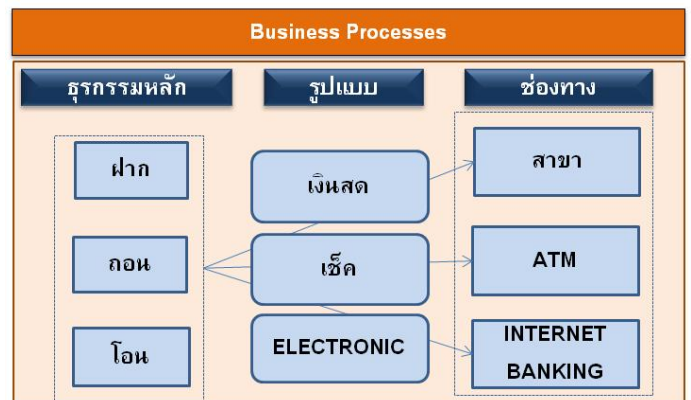 Business Processes
ธุรกรรมหลัก
รูปแบบ
ช่องทาง
ฝาก
เงินสด
สาขา
ถอน
เช็ค
ATM
โอน
ELECTRONIC
INTERNET
BANKING